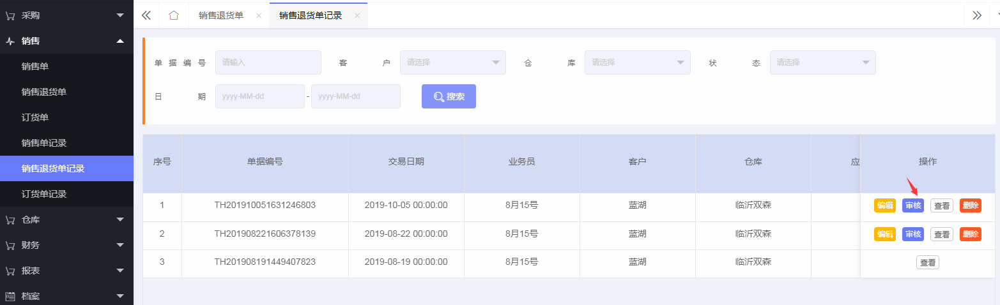 采购
销售
销售单
销售退货单
订货单
销售单记录
销售退货单记录
订货单记录
仓库
财务
报表
档案
销售退货单 × 销售退货单记录 ×
单据编号 请输入 客户 请选择 仓库 请选择 状态 请选择
日期 yyyy-MM-dd - yyyy-MM-dd 搜索
序号 单据编号 交易日期 业务员 客户 仓库 应 操作
1 TH201910051631246803 2019-10-05 00:00:00 8月15号 蓝湖 临沂双森 编辑 审核 查看 删除
2 TH201908221606378139 2019-08-22 00:00:00 8月15号 蓝湖 临沂双森 编辑 审核 查看 删除
3 TH201908191449407823 2019-08-19 00:00:00 8月15号 蓝湖 临沂双森 查看